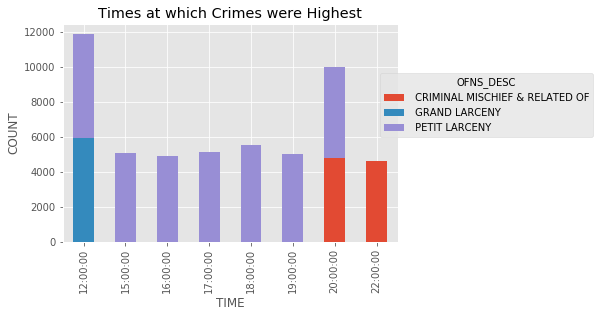 Times at which Crimes were Highest
12000
10000
8000
6000
4000
2000
0
COUNT
12:00:00
15:00:00
16:00:00
17:00:00
18:00:00
19:00:00
20:00:00
22:00:00
TIME
OFNS_DESC
CRIMINAL MISCHIEF & RELATED OF
GRAND LARCENY
PETIT LARCENY